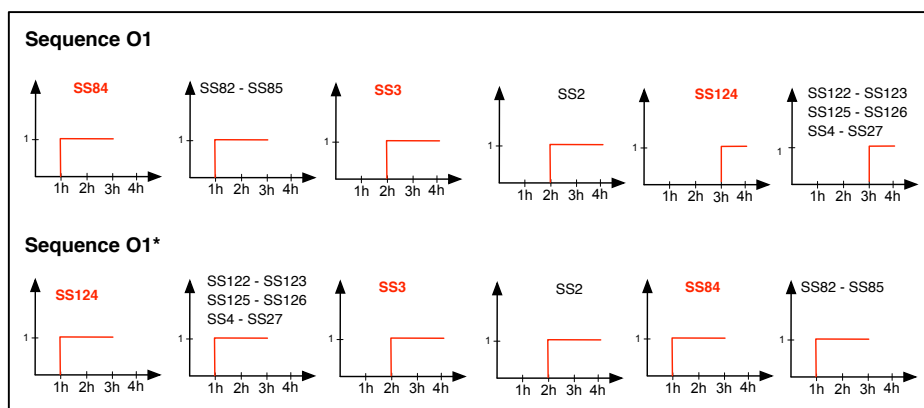 Sequence O1
SS84
SS82 - SS85
SS3
SS2
SS124
SS122 - SS123
SS125 - SS126
SS4 - SS27
1
1h 2h 3h 4h
1
1h 2h 3h 4h
1
1h 2h 3h 4h
1
1h 2h 3h 4h
1
1h 2h 3h 4h
1
1h 2h 3h 4h
Sequence O1*
SS124
SS122 - SS123
SS125 - SS126
SS4 - SS27
SS3
SS2
SS84
SS82 - SS85
1
1h 2h 3h 4h
1
1h 2h 3h 4h
1
1h 2h 3h 4h
1
1h 2h 3h 4h
1
1h 2h 3h 4h
1
1h 2h 3h 4h